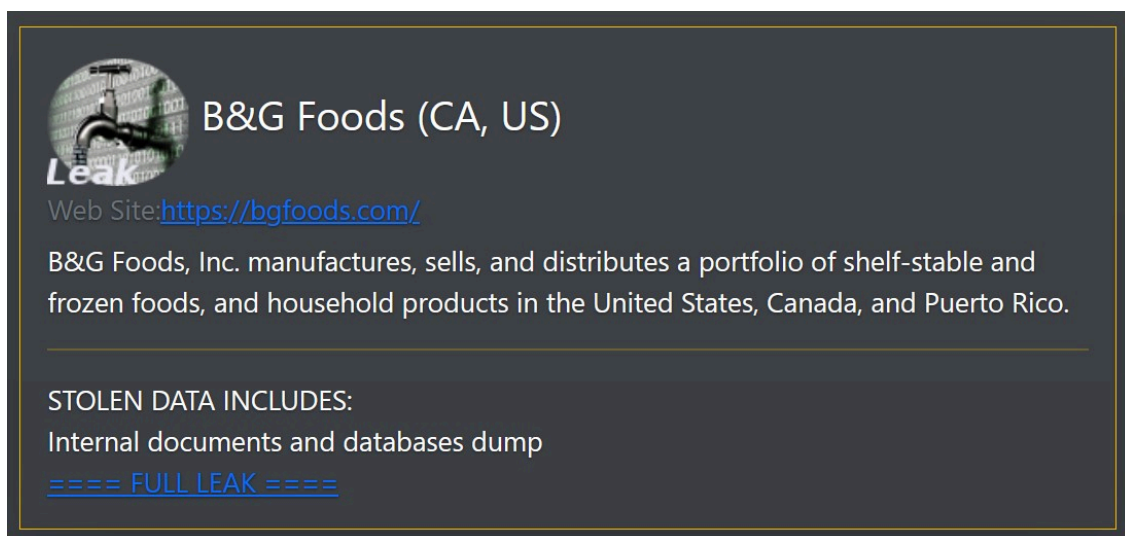 B&G Foods (CA, US)
Leak
Web Site:https://bgfoods.com/
B&G Foods, Inc. manufactures, sells, and distributes a portfolio of shelf-stable and
frozen foods, and household products in the United States, Canada, and Puerto Rico.
STOLEN DATA INCLUDES:
Internal documents and databases dump
==== FULL LEAK ====